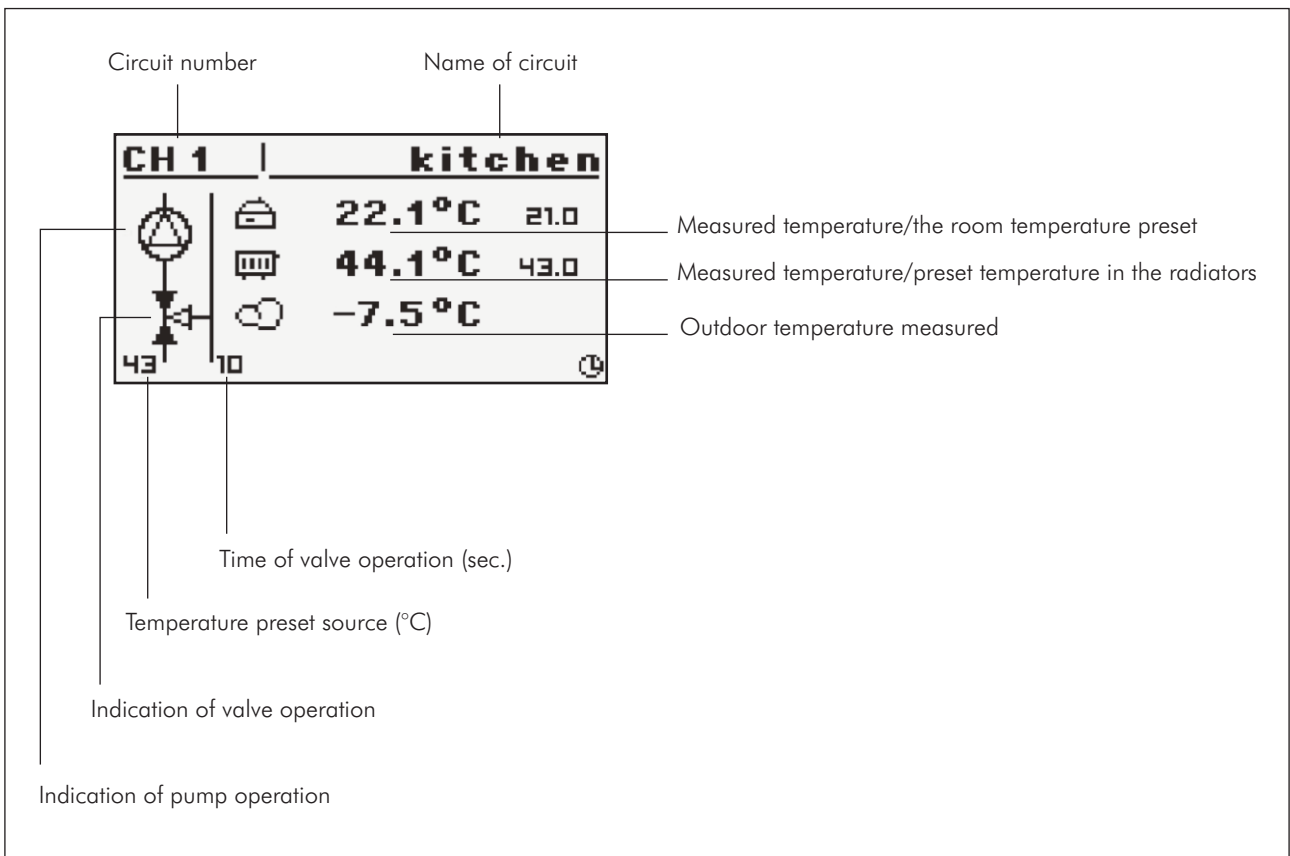 Circuit number Name of circuit
CH 1 kitchen
22.1°C 21.0
Measured temperature/the room temperature preset
44.1°C 43.0
Measured temperature/preset temperature in the radiators
-7.5°C
Outdoor temperature measured
43 10
Time of valve operation (sec.)
Temperature preset source (°C)
Indication of valve operation
Indication of pump operation